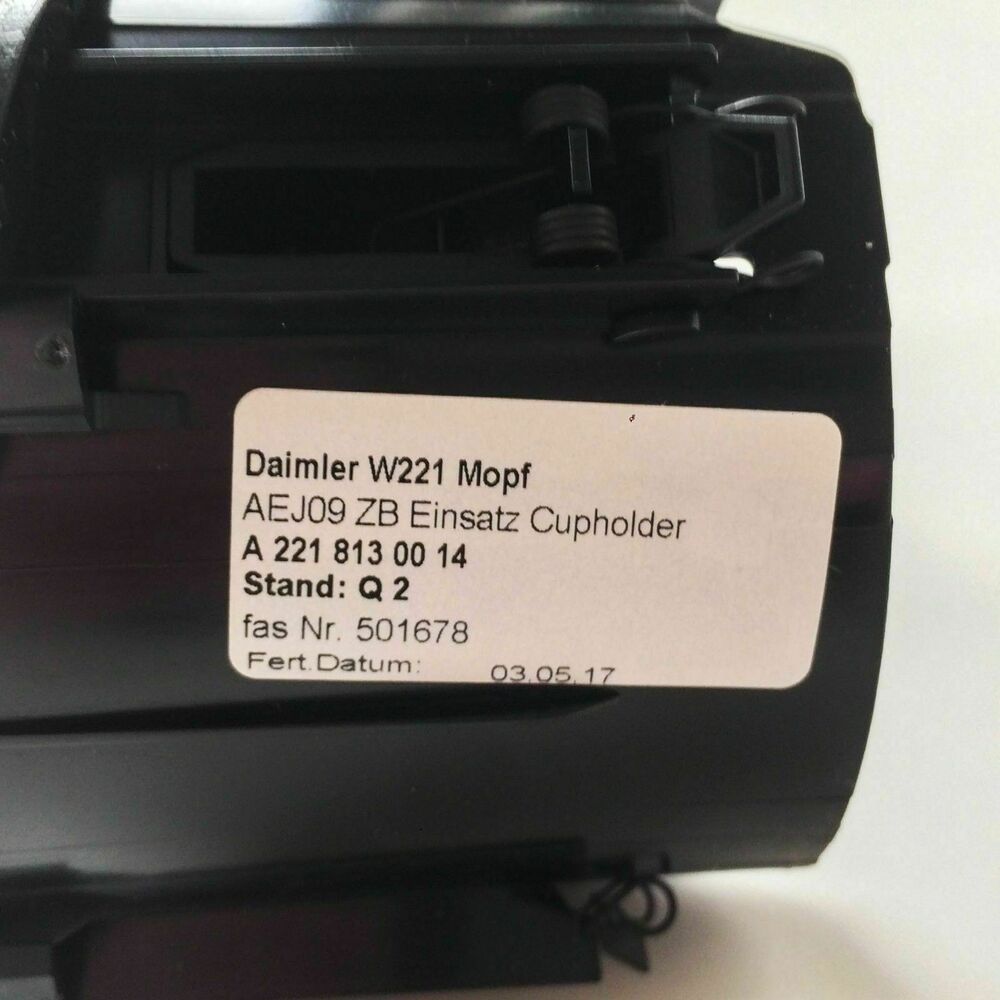 Daimler W221 Mopf
AEJ09 ZB Einsatz Cupholder
A 221 813 00 14
Stand: Q 2
fas Nr. 501678
Fert.Datum: 03.05.17